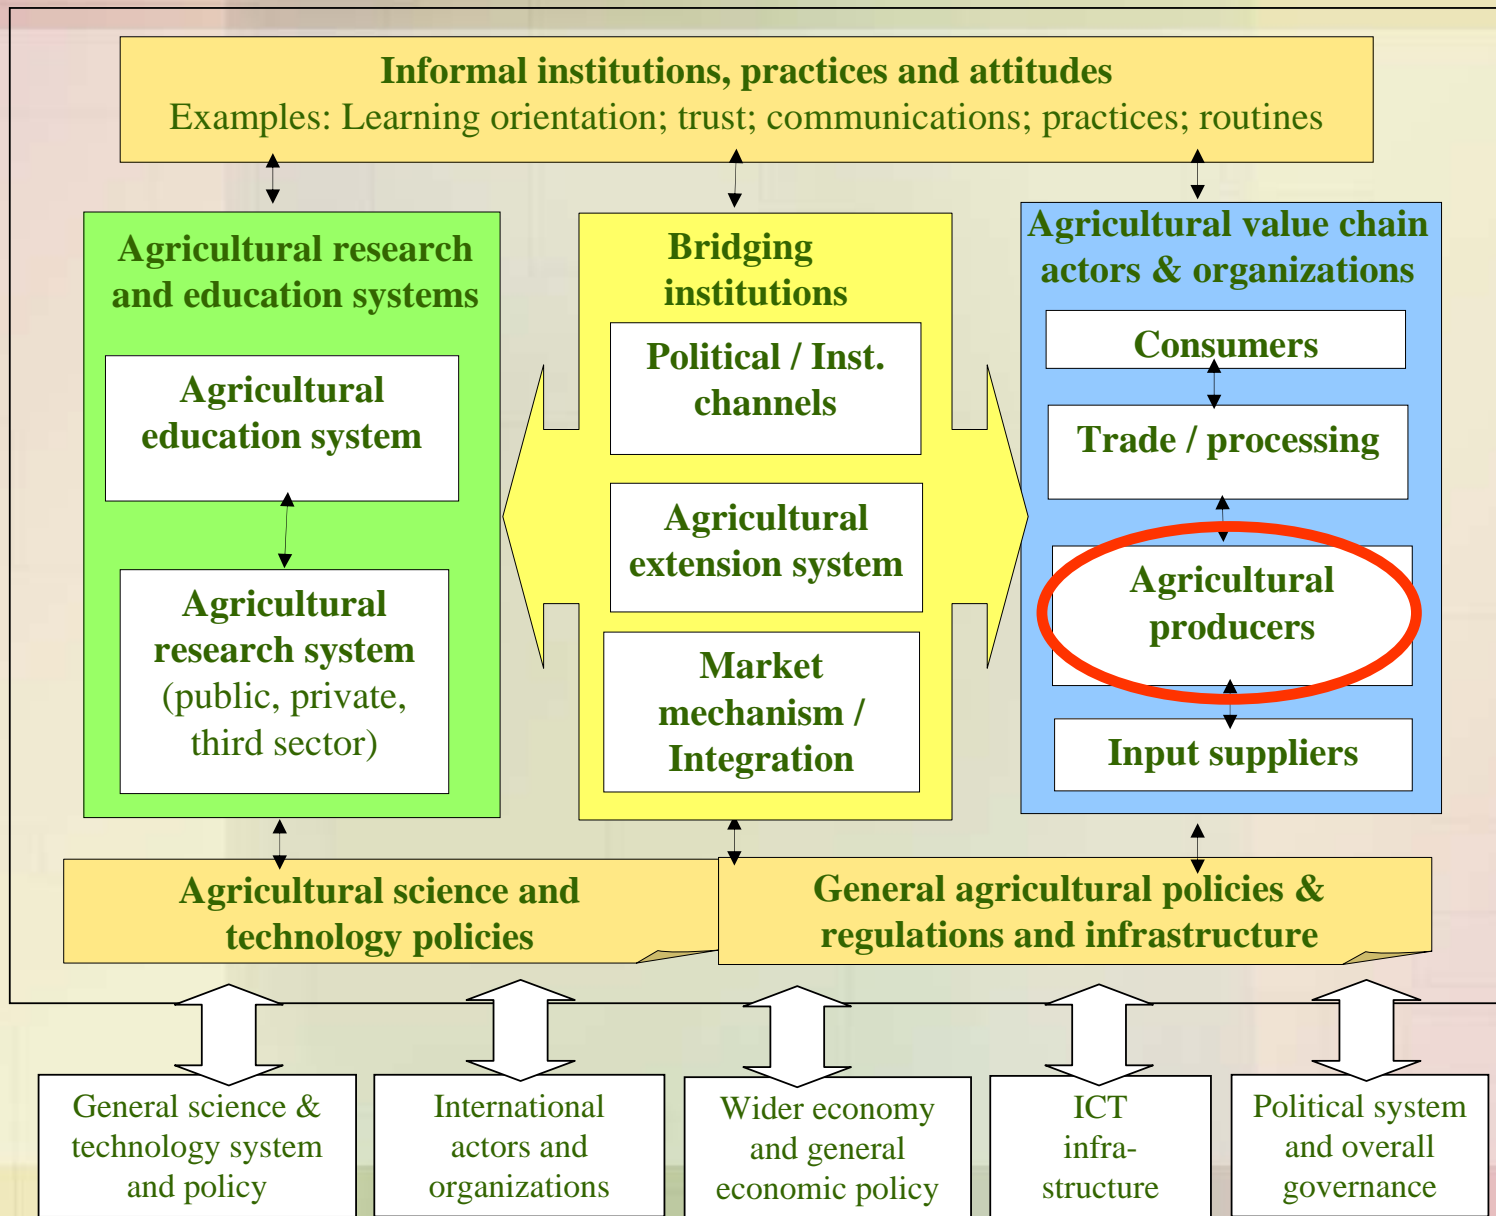 Informal institutions, practices and attitudes
Examples: Learning orientation; trust; communications; practices; routines
Agricultural research
and education systems
Agricultural
education system
Agricultural
research system
(public, private,
third sector)
Bridging
institutions
Political / Inst.
channels
Agricultural
extension system
Market
mechanism /
Integration
Agricultural value chain
actors & organizations
Consumers
Trade / processing
Agricultural
producers
Input suppliers
Agricultural science and
technology policies
General agricultural policies &
regulations and infrastructure
General science &
technology system
and policy
International
actors and
organizations
Wider economy
and general
economic policy
ICT
infra-
structure
Political system
and overall
governance